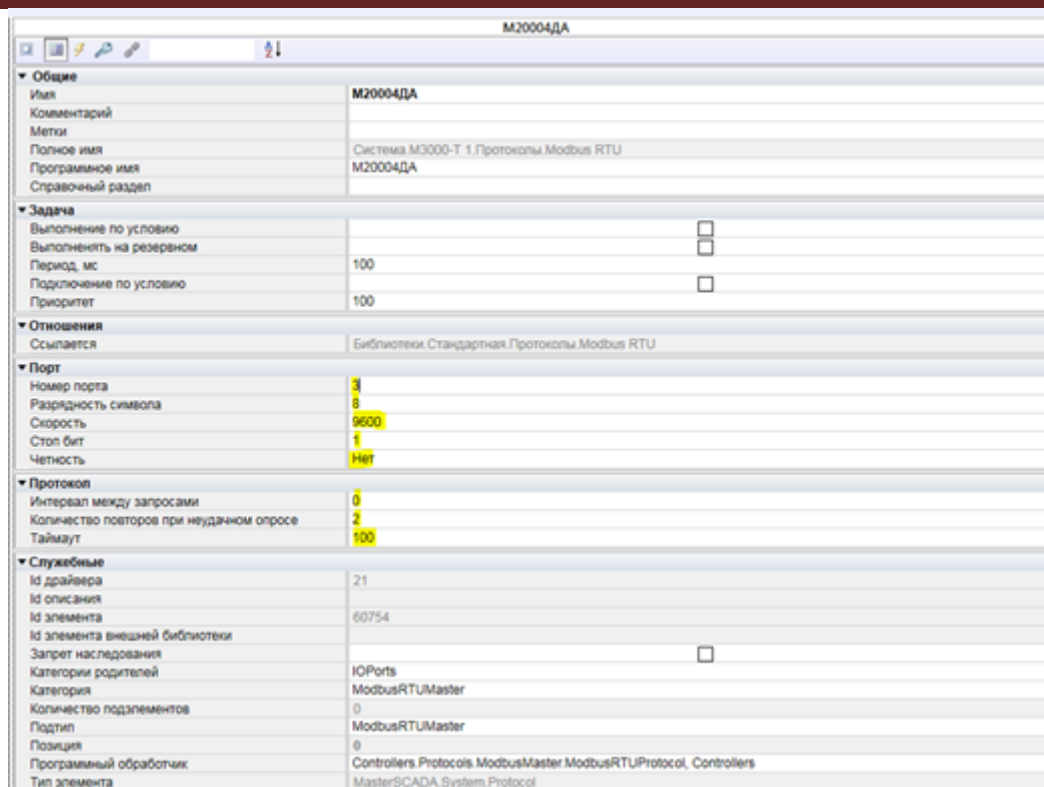 М20004ДА
Общие
Имя М20004ДА
Комментарий
Метки
Полное имя Система.М3000-Т 1.Протоколы.Modbus RTU
Программное имя М20004ДА
Справочный раздел
Задача
Выполнение по условию
Выполненять на резервном
Период, мс 100
Подключение по условию
Приоритет 100
Отношения
Ссылается Библиотеки.Стандартная.Протоколы.Modbus RTU
Порт
Номер порта 3
Разрядность символа 8
Скорость 9600
Стоп бит 1
Четность Нет
Протокол
Интервал между запросами 0
Количество повторов при неудачном опросе 2
Таймаут 100
Служебные
Id драйвера 21
Id описания
Id элемента 60754
Id элемента внешней библиотеки
Запрет наследования
Категории родителей IOPorts
Категория ModbusRTUMaster
Количество подэлементов 0
Подтип ModbusRTUMaster
Позиция 0
Программный обработчик Controllers.Protocols.ModbusMaster.ModbusRTUProtocol, Controllers
Тип элемента MasterSCADA.System.Protocol